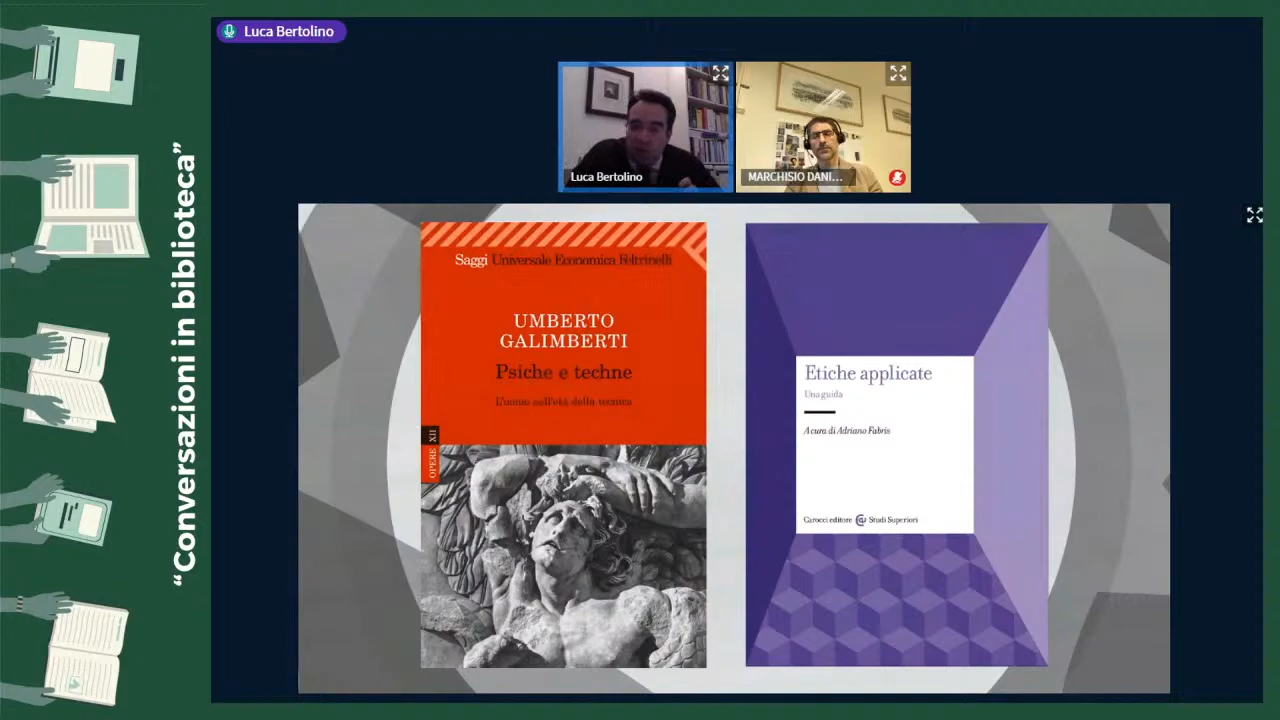 “Conversazioni in biblioteca”
Luca Bertolino
Luca Bertolino
MARCHISIO DANI...
Saggi Universale Economica Feltrinelli
UMBERTO
GALIMBERTI
Psiche e techne
L'uomo nell'età della tecnica
OPERE XII
Etiche applicate
Una guida
A cura di Adriano Fabris
Carocci editore Studi Superiori